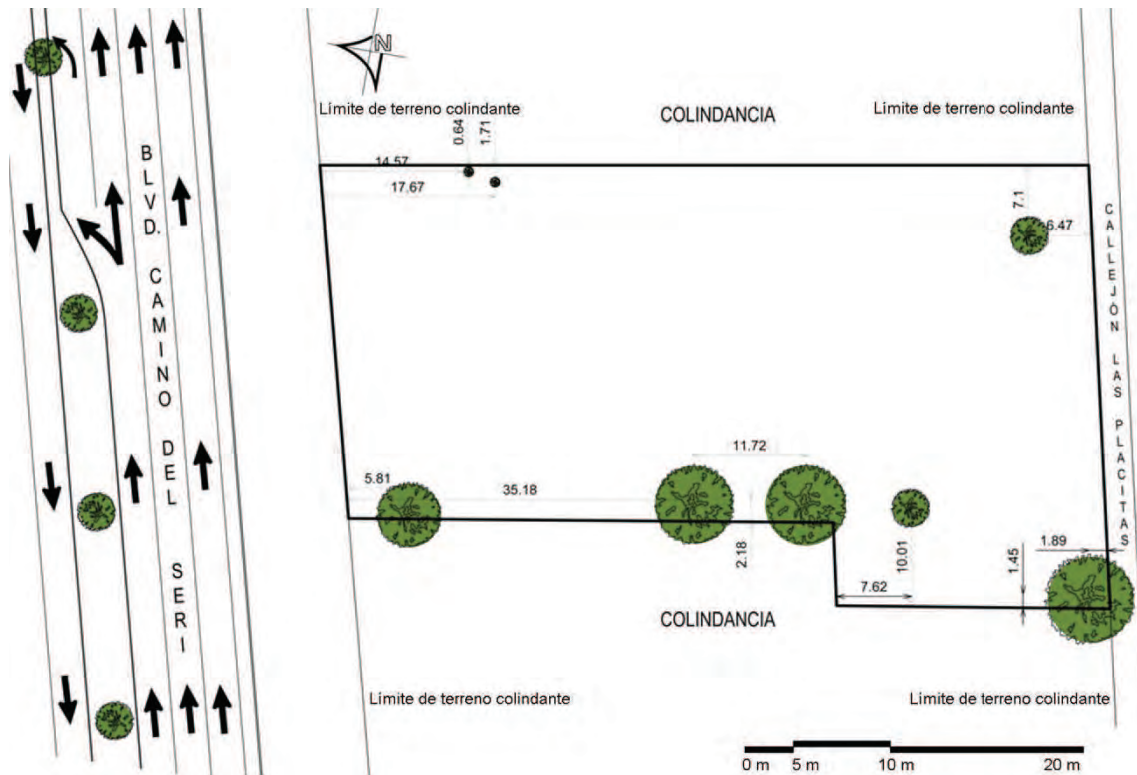 N
Límite de terreno colindante
COLINDANCIA
Límite de terreno colindante
0.64
1.71
14.57
17.67
7.1
6.47
BLVD. CAMINO DEL SERI
CALLEJÓN LAS PLACITAS
11.72
5.81
35.18
2.18
10.01
7.62
1.45
1.89
COLINDANCIA
Límite de terreno colindante
Límite de terreno colindante
0 m 5 m 10 m 20 m